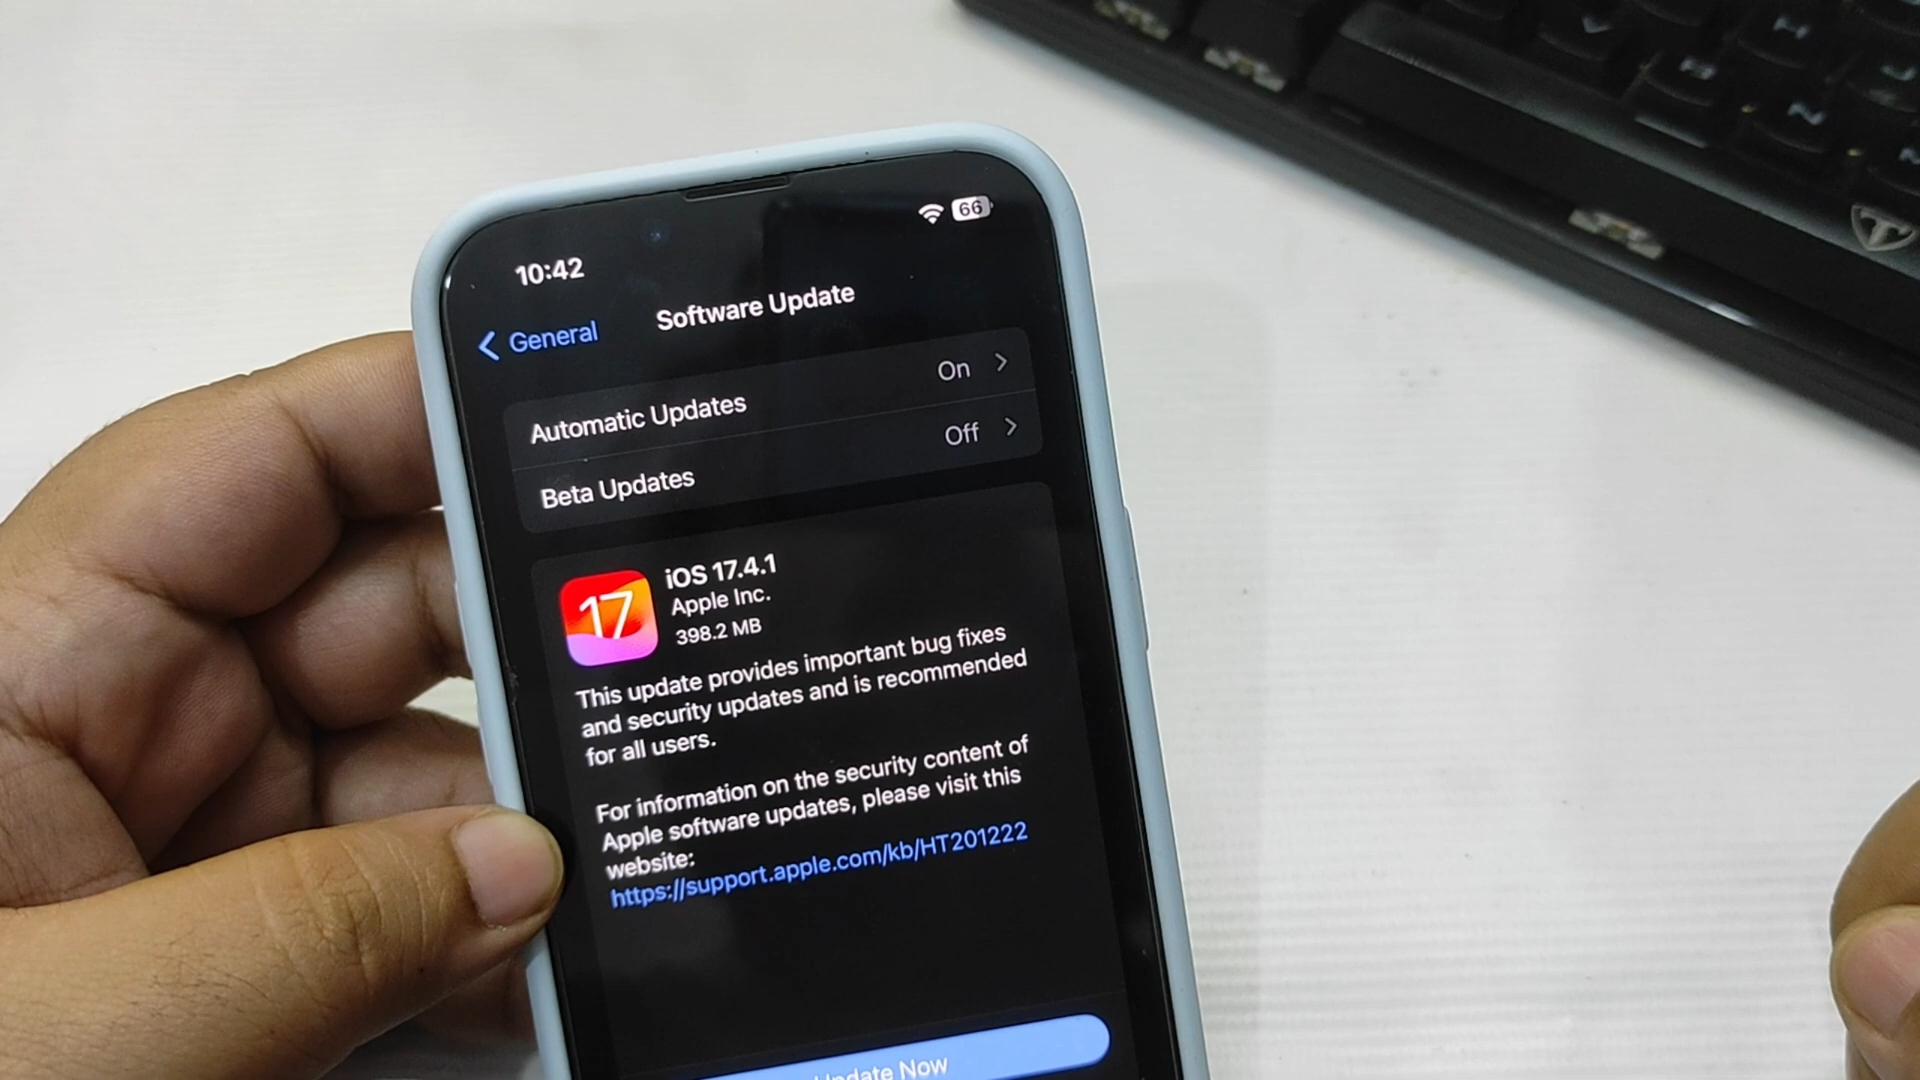 10:42
66
General
Software Update
Automatic Updates
On
Beta Updates
Off
17
iOS 17.4.1
Apple Inc.
398.2 MB
This update provides important bug fixes
and security updates and is recommended
for all users.
For information on the security content of
Apple software updates, please visit this
website:
https://support.apple.com/kb/HT201222
Update Now
V
H
B
N